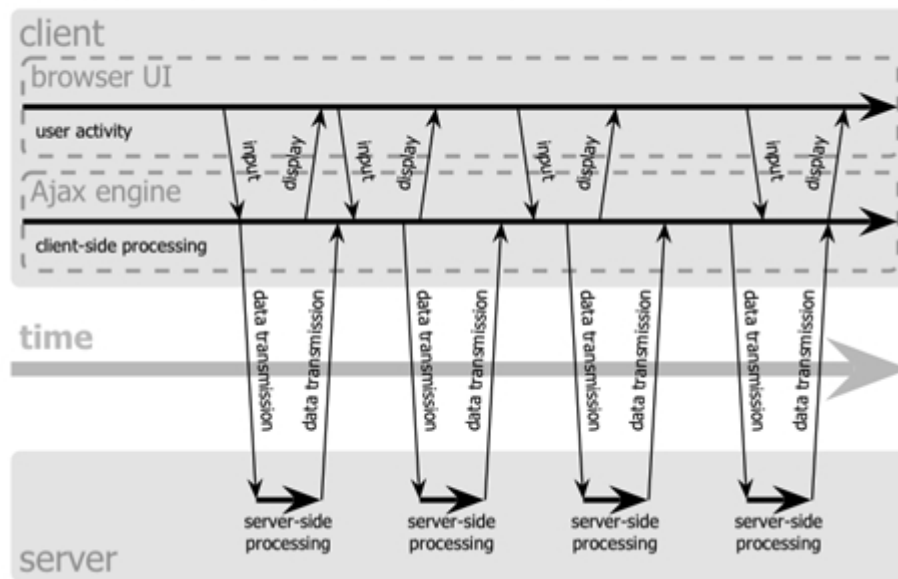 client
browser UI
user activity
input
display
input
display
input
display
input
display
Ajax engine
client-side processing
data transmission
data transmission
data transmission
data transmission
data transmission
data transmission
data transmission
data transmission
time
server-side
processing
server-side
processing
server-side
processing
server-side
processing
server